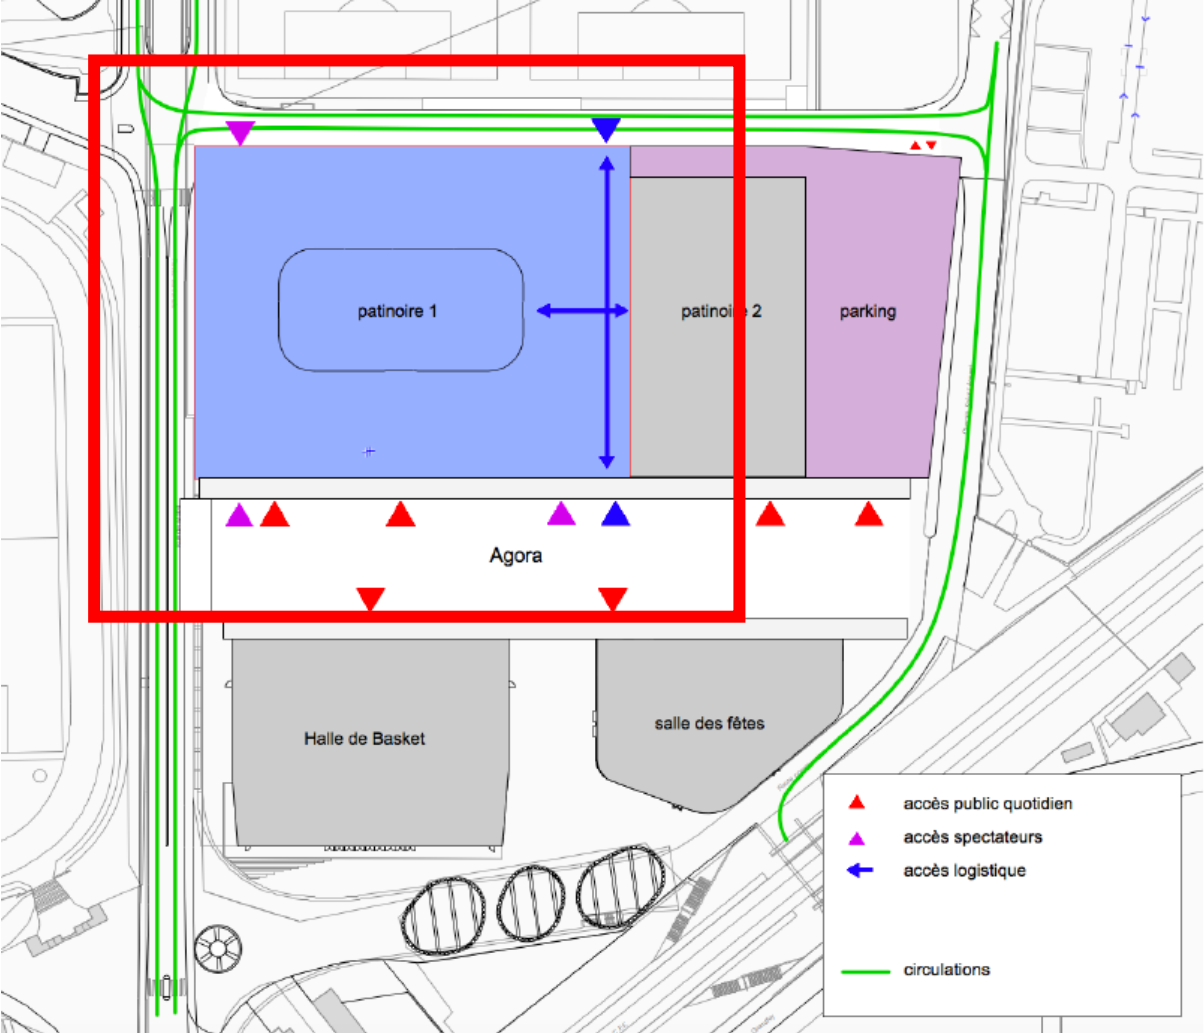 patinoire 1
patinoire 2
parking
Agora
Halle de Basket
salle des fêtes
accès public quotidien
accès spectateurs
accès logistique
circulations